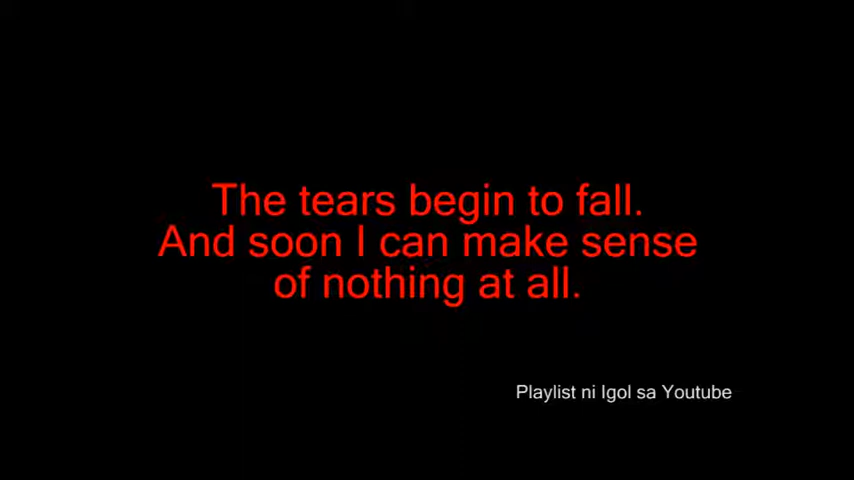 The tears begin to fall.
And soon I can make sense
of nothing at all.
Playlist ni Igol sa Youtube